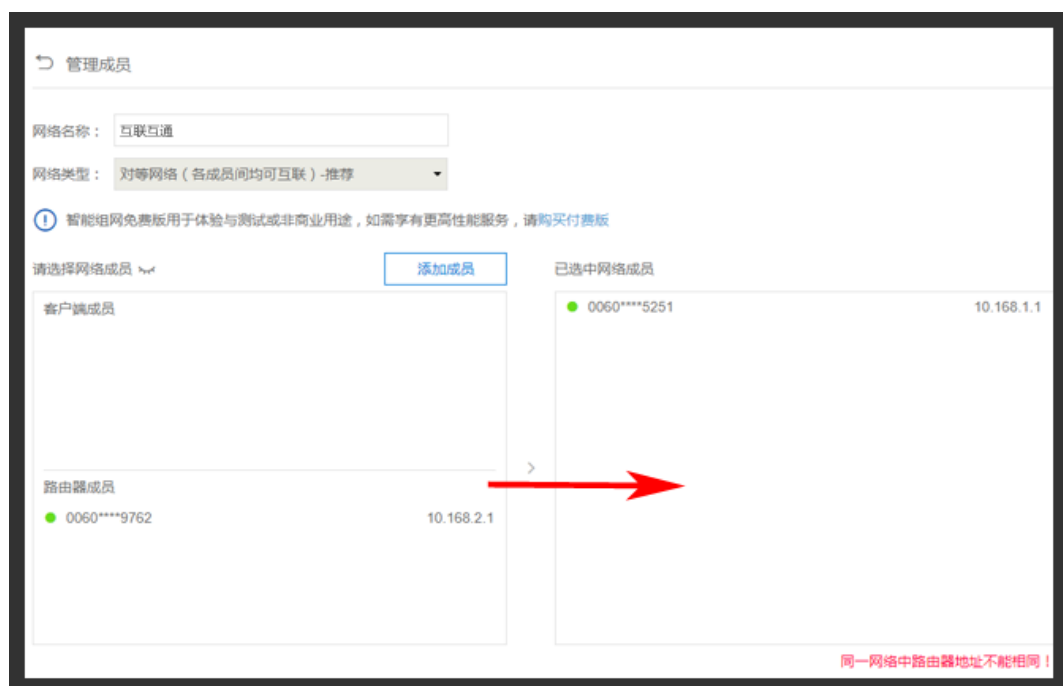 管理成员
网络名称： 互联互通
网络类型： 对等网络（各成员间均可互联）-推荐
智能组网免费版用于体验与测试或非商业用途，如需享有更高性能服务，请购买付费版
请选择网络成员 添加成员 已选中网络成员
客户端成员
0060****5251 10.168.1.1
路由器成员
0060****9762 10.168.2.1
同一网络中路由器地址不能相同！